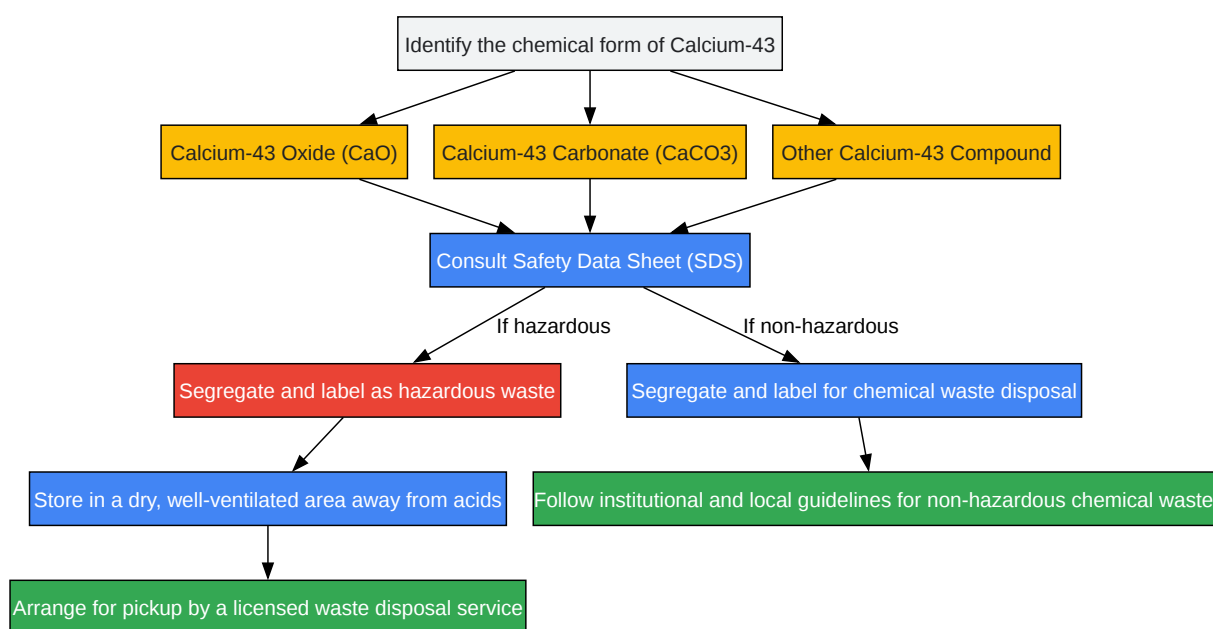 Identify the chemical form of Calcium-43
Calcium-43 Oxide (CaO)
Calcium-43 Carbonate (CaCO3)
Other Calcium-43 Compound
Consult Safety Data Sheet (SDS)
If hazardous
If non-hazardous
Segregate and label as hazardous waste
Segregate and label for chemical waste disposal
Store in a dry, well-ventilated area away from acids
Follow institutional and local guidelines for non-hazardous chemical waste
Arrange for pickup by a licensed waste disposal service